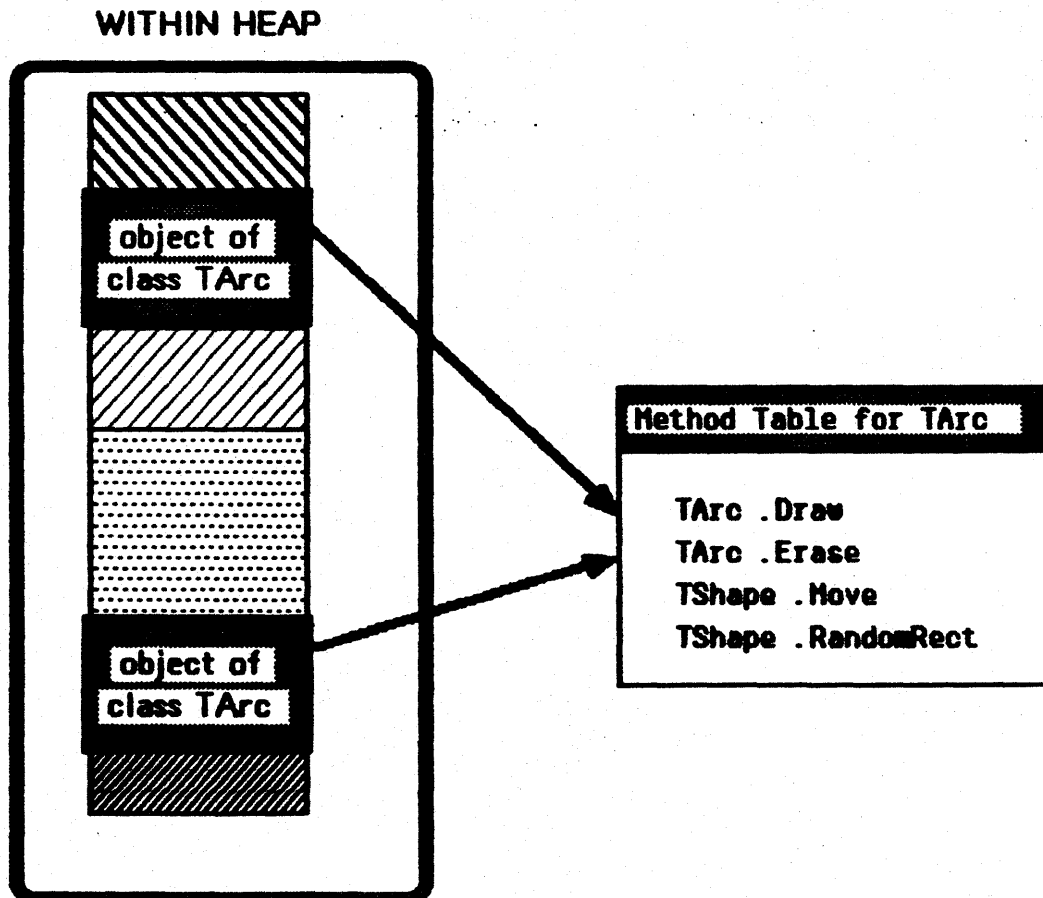 WITHIN HEAP
object of
class TArc
Method Table for TArc
TArc .Draw
TArc .Erase
TShape .Move
TShape .RandomRect
object of
class TArc